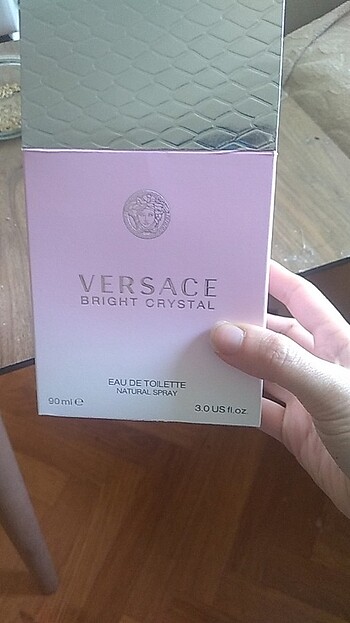 VERSACE
BRIGHT CRYSTAL
EAU DE TOILETTE
NATURAL SPRAY
90 ml ℮
3.0 US fl.oz.